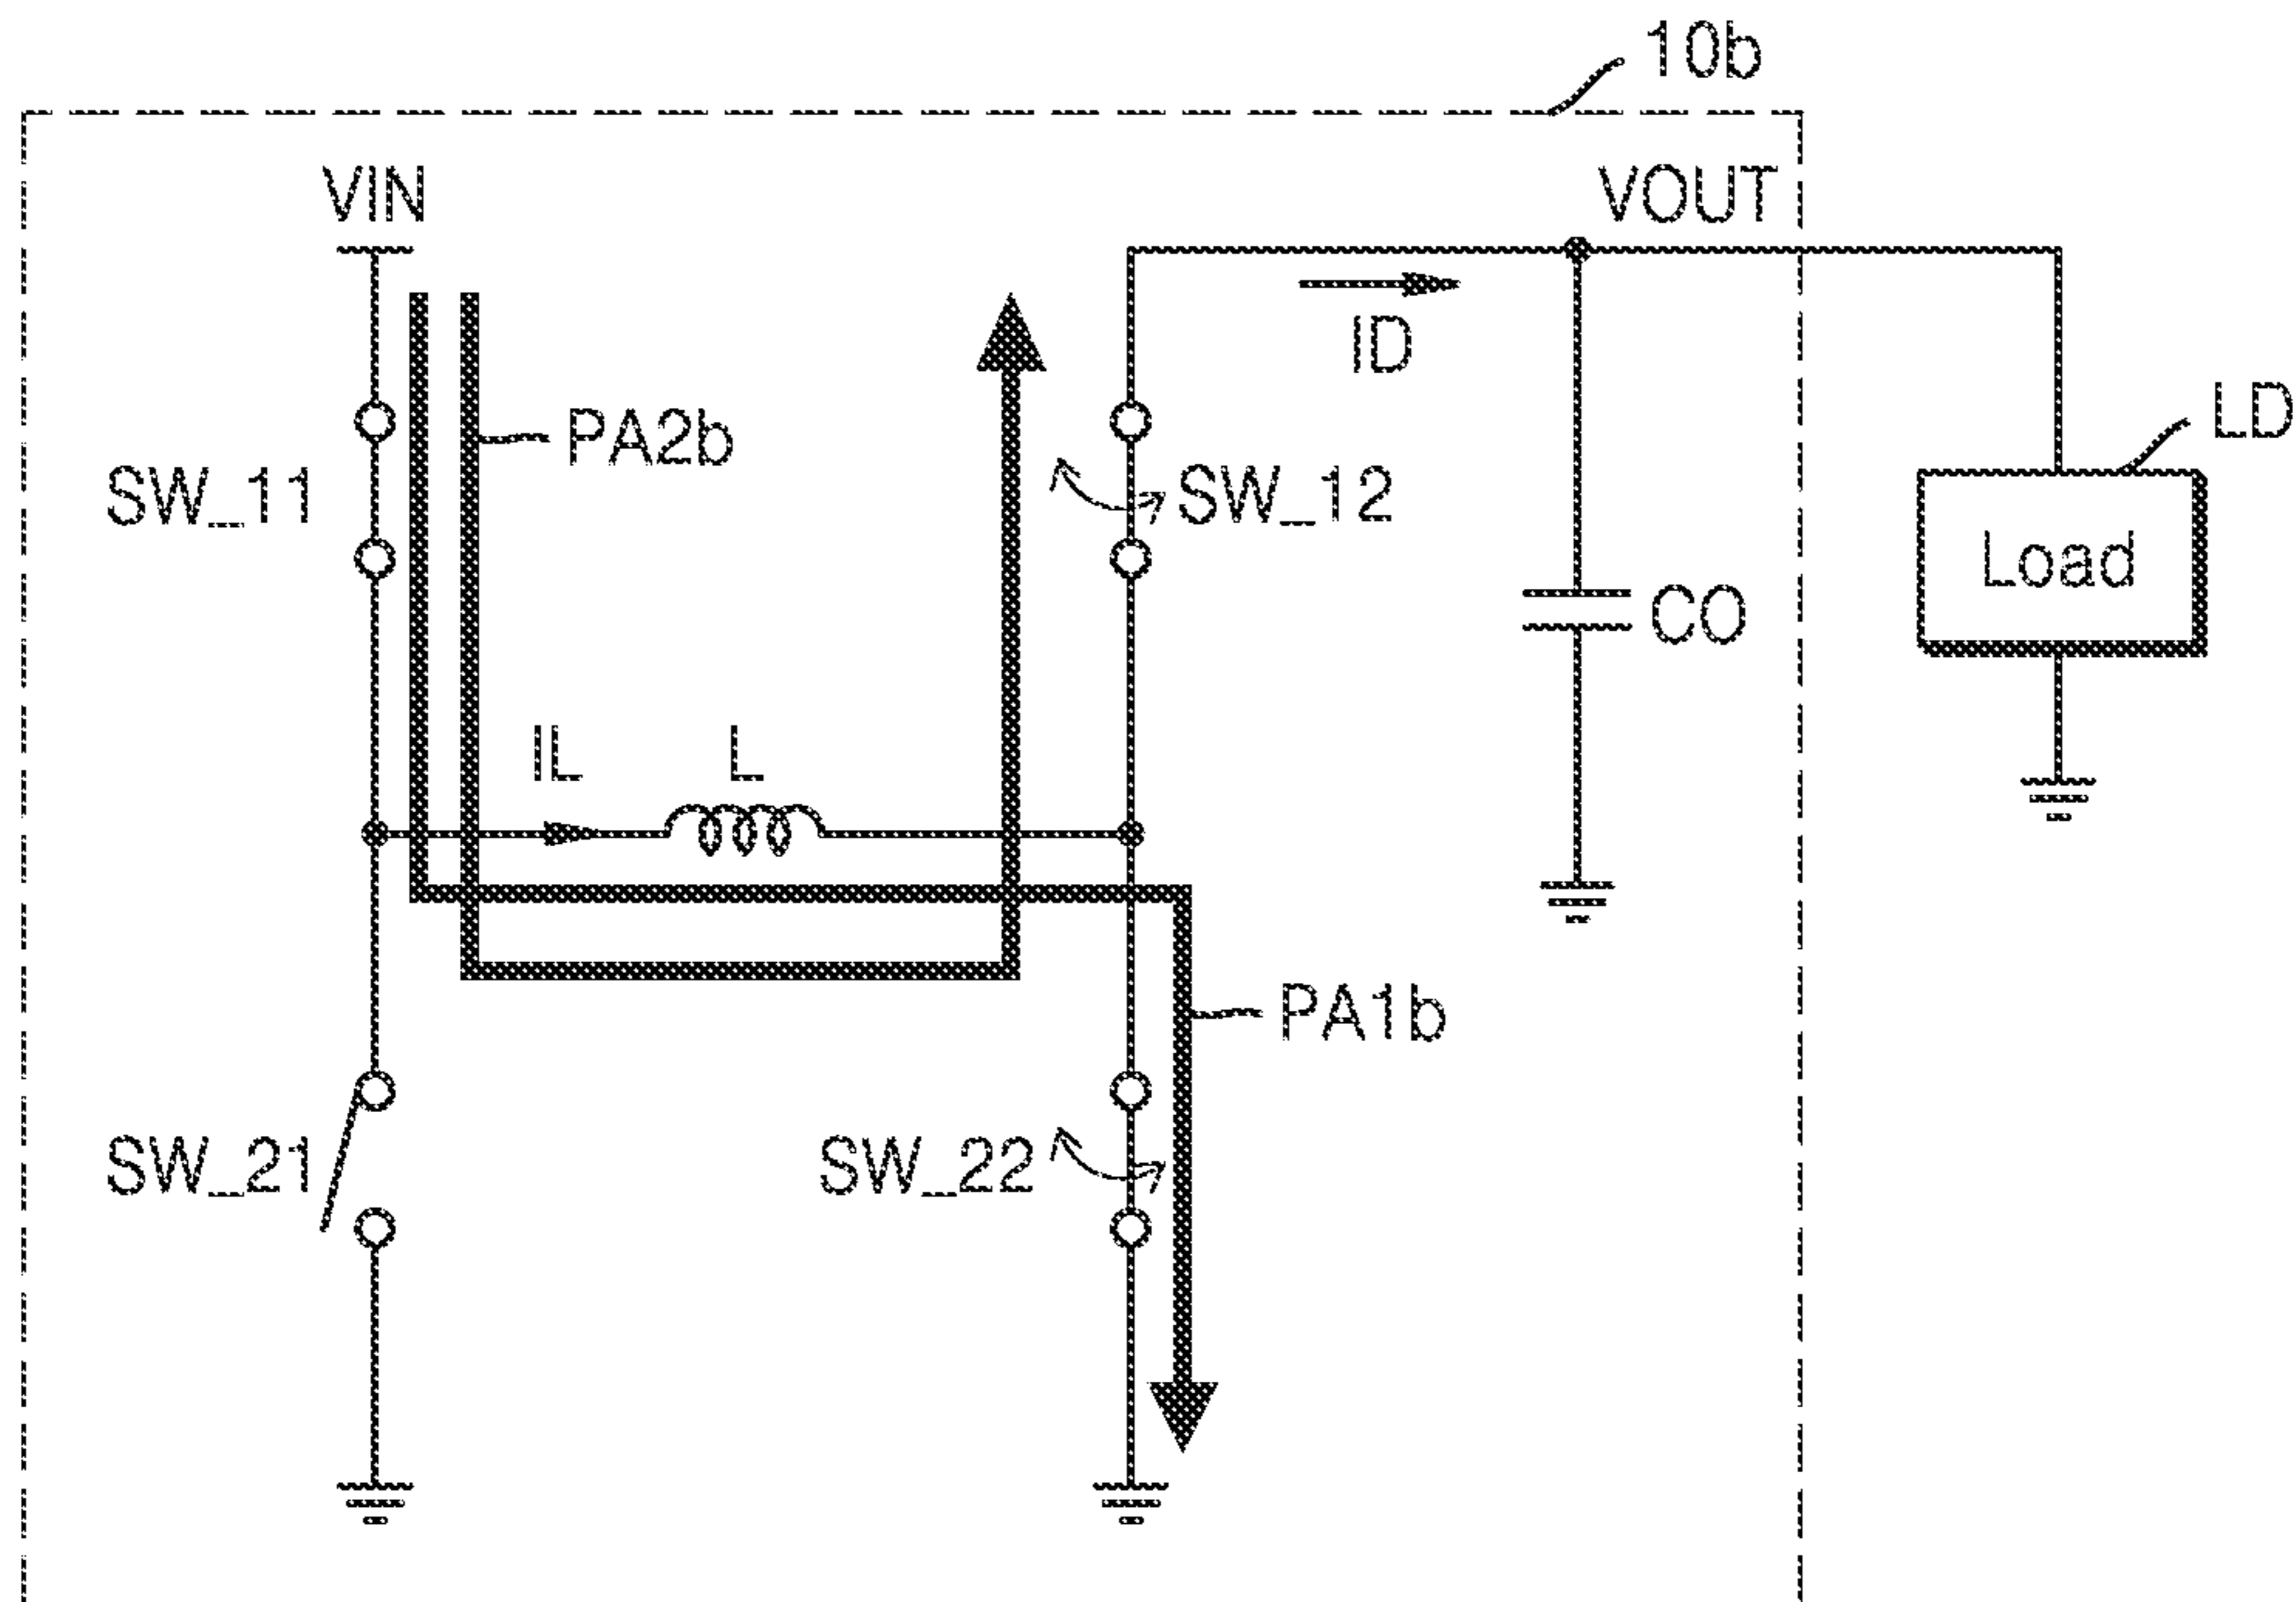 10b
VIN
VOUT
ID
PA2b
LD
SW_11
SW_12
Load
CO
IL
L
PA1b
SW_21
SW_22